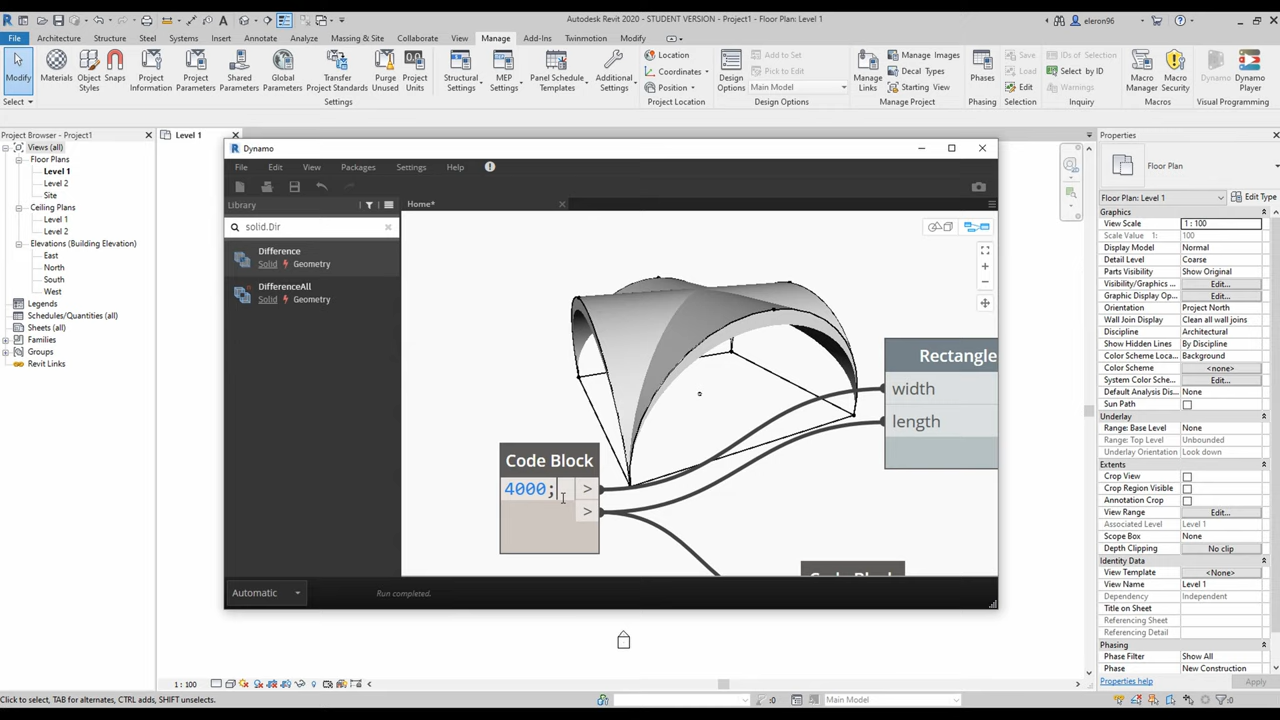 Autodesk Revit 2020 - STUDENT VERSION - Project1 - Floor Plan: Level 1
eleron96
File
Architecture
Structure
Steel
Systems
Insert
Annotate
Analyze
Massing & Site
Collaborate
View
Manage
Add-Ins
Twinmotion
Modify
Modify
Materials
Object Styles
Snaps
Project Information
Project Parameters
Shared Parameters
Global Parameters
Transfer Project Standards
Purge Unused
Project Units
Structural Settings
MEP Settings
Panel Schedule Templates
Additional Settings
Location
Coordinates
Position
Design Options
Add to Set
Pick to Edit
Main Model
Manage Links
Manage Images
Decal Types
Starting View
Phases
Save
Load
Edit
IDs of Selection
Select by ID
Warnings
Macro Manager
Macro Security
Dynamo
Dynamo Player
Select
Settings
Project Location
Design Options
Manage Project
Phasing
Selection
Inquiry
Macros
Visual Programming
Project Browser - Project1
Views (all)
Floor Plans
Level 1
Level 2
Site
Ceiling Plans
Level 1
Level 2
Elevations (Building Elevation)
East
North
South
West
Legends
Schedules/Quantities (all)
Sheets (all)
Families
Groups
Revit Links
Level 1
Dynamo
File
Edit
View
Packages
Settings
Help
Library
Home*
solid.Dir
Difference
Solid
Geometry
DifferenceAll
Solid
Geometry
Rectangle
width
length
Code Block
4000;
>
>
Automatic
Run completed.
Properties
Floor Plan
Floor Plan: Level 1
Edit Type
Graphics
View Scale
1 : 100
Scale Value 1:
100
Display Model
Normal
Detail Level
Coarse
Parts Visibility
Show Original
Visibility/Graphics ...
Edit...
Graphic Display Op...
Edit...
Orientation
Project North
Wall Join Display
Clean all wall joins
Discipline
Architectural
Show Hidden Lines
By Discipline
Color Scheme Loca...
Background
Color Scheme
<none>
System Color Sche...
Edit...
Default Analysis Dis...
None
Sun Path
Underlay
Range: Base Level
None
Range: Top Level
Unbounded
Underlay Orientation
Look down
Extents
Crop View
Crop Region Visible
Annotation Crop
View Range
Edit...
Associated Level
Level 1
Scope Box
None
Depth Clipping
No clip
Identity Data
View Template
<None>
View Name
Level 1
Dependency
Independent
Title on Sheet
Referencing Sheet
Referencing Detail
Phasing
Phase Filter
Show All
Phase
New Construction
Properties help
Apply
1 : 100
Click to select, TAB for alternates, CTRL adds, SHIFT unselects.
:0
Main Model
:0